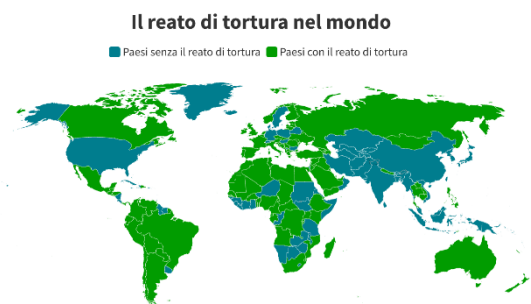 Il reato di tortura nel mondo
Paesi senza il reato di tortura Paesi con il reato di tortura